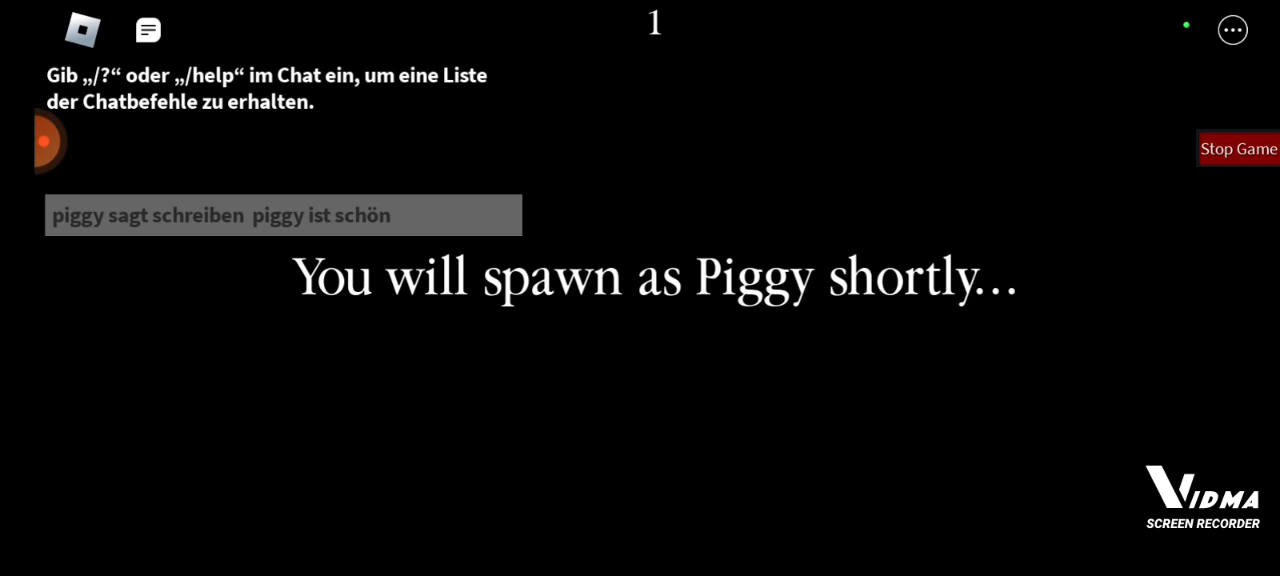 1
Gib „/?“ oder „/help“ im Chat ein, um eine Liste
der Chatbefehle zu erhalten.
Stop Game
piggy sagt schreiben piggy ist schön
You will spawn as Piggy shortly...
VIDMA
SCREEN RECORDER